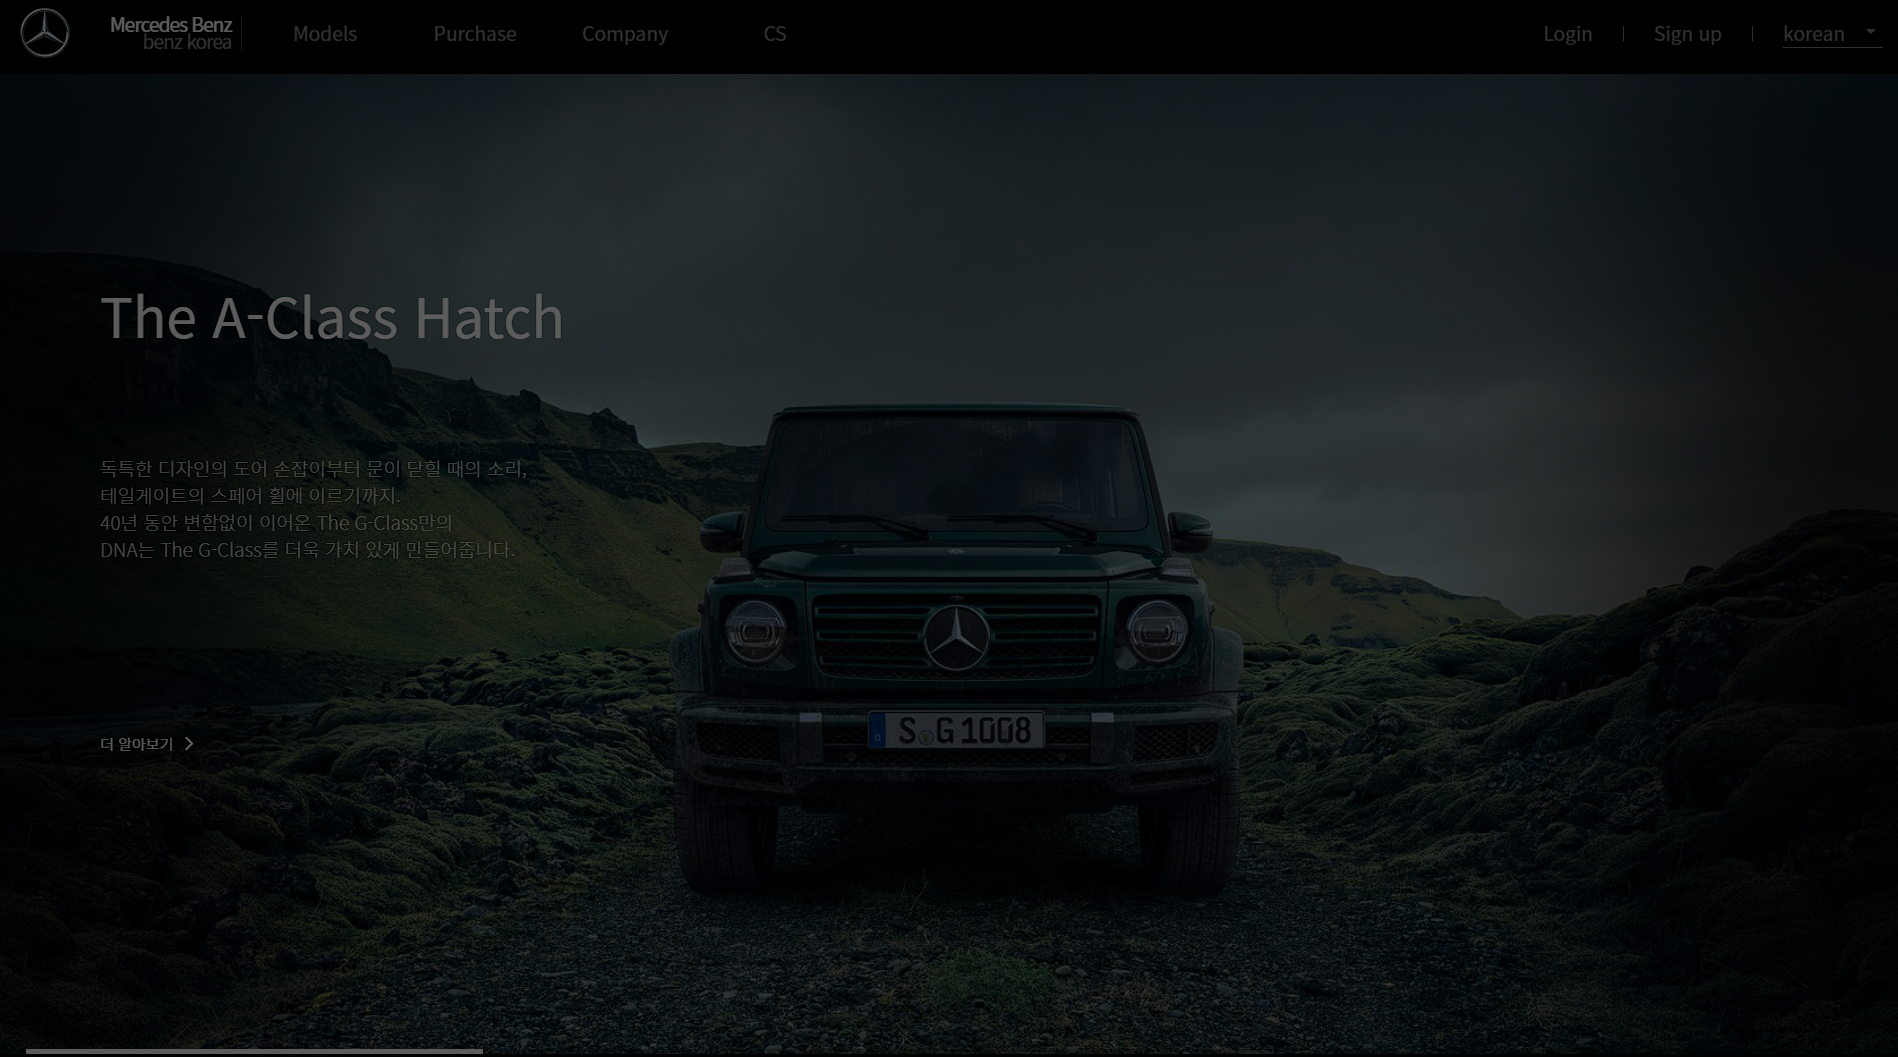 Mercedes Benz
benz korea
Models
Purchase
Company
CS
Login
Sign up
korean
The A-Class Hatch
독특한 디자인의 도어 손잡이부터 문이 닫힐 때의 소리,
테일게이트의 스페어 휠에 이르기까지.
40년 동안 변함없이 이어온 The G-Class만의
DNA는 The G-Class를 더욱 가치 있게 만들어줍니다.
S G 1008
D
더 알아보기